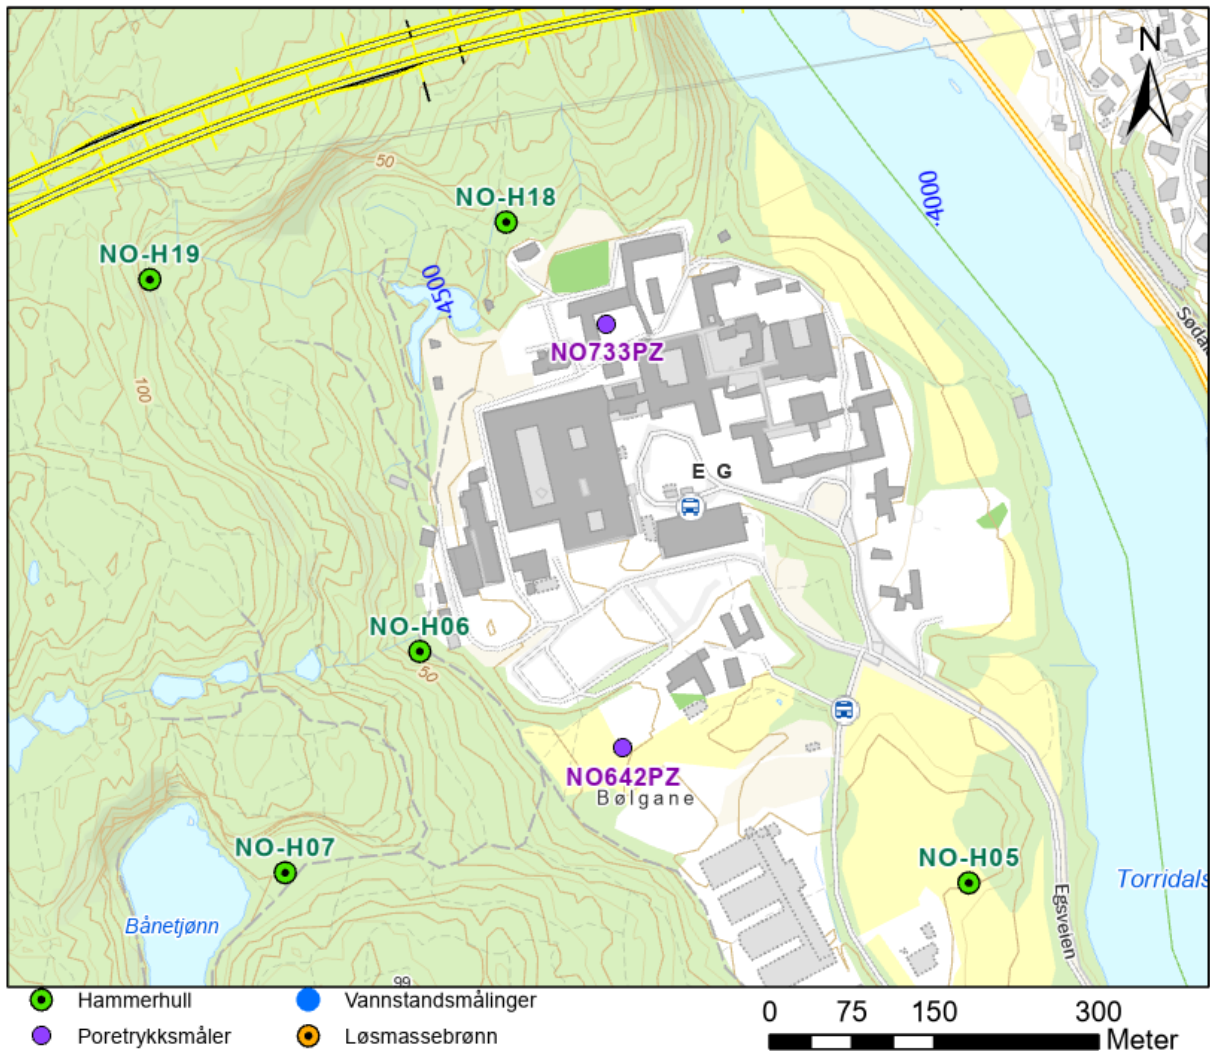 N
50
:4000
NO-H18
NO-H19
:4500
Søda
NO733PZ
100
E G
NO-H06
50
NO642PZ
Bølgane
NO-H07
NO-H05
Torridals
Egsveien
Bånetjønn
99
Hammerhull
Vannstandsmålinger
Poretrykksmåler
Løsmassebrønn
0 75 150 300
Meter